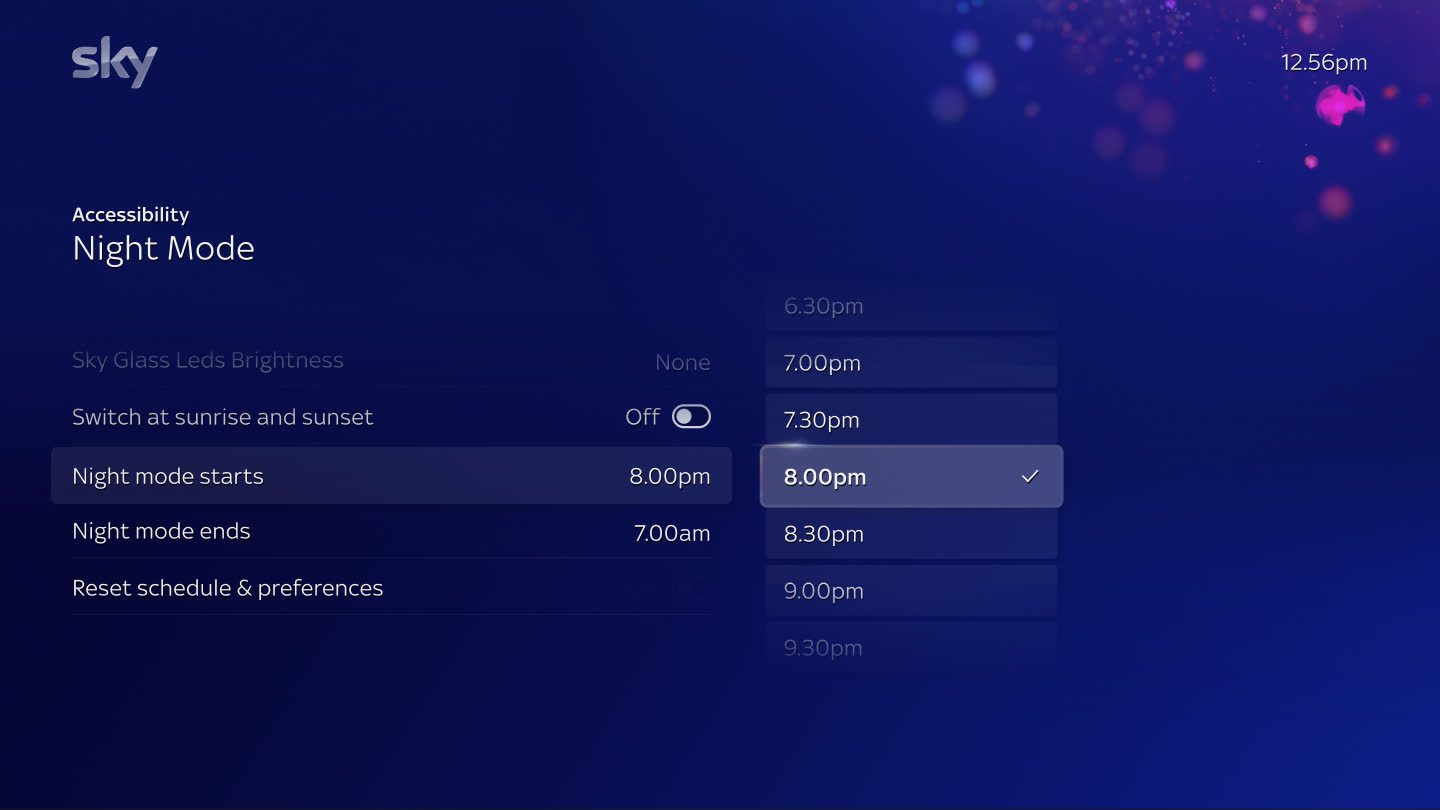 sky
12.56pm
Accessibility
Night Mode
Sky Glass Leds Brightness None
Switch at sunrise and sunset Off
Night mode starts 8.00pm
Night mode ends 7.00am
Reset schedule & preferences
6.30pm
7.00pm
7.30pm
8.00pm
8.30pm
9.00pm
9.30pm